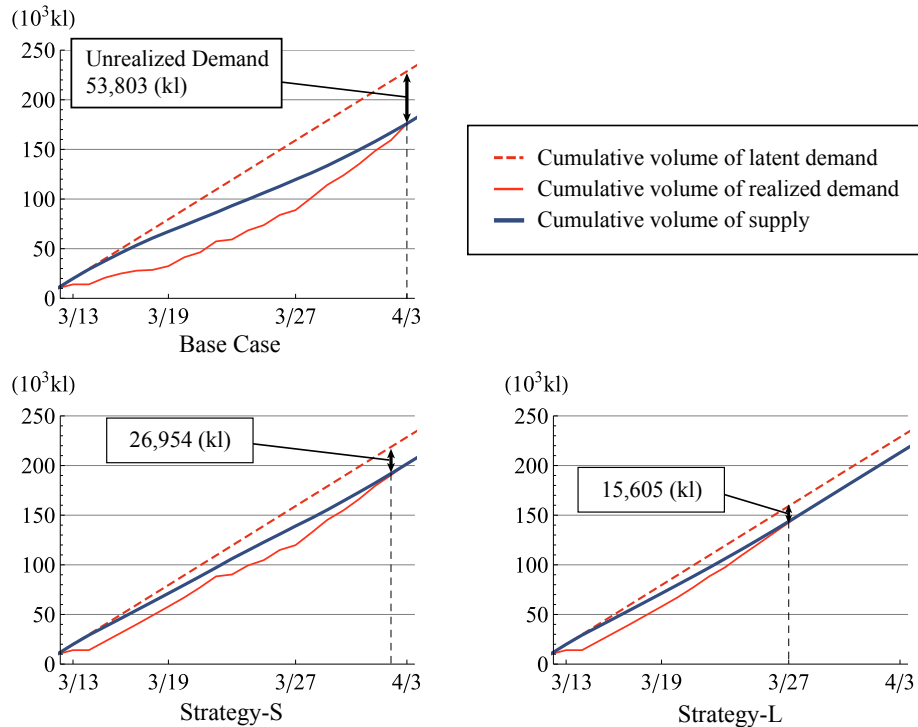 (10³kl)
250
200
150
100
50
0
Unrealized Demand
53,803 (kl)
3/13
3/19
3/27
4/3
Base Case
Cumulative volume of latent demand
Cumulative volume of realized demand
Cumulative volume of supply
(10³kl)
250
200
150
100
50
0
26,954 (kl)
3/13
3/19
3/27
4/3
Strategy-S
(10³kl)
250
200
150
100
50
0
15,605 (kl)
3/13
3/19
3/27
4/3
Strategy-L